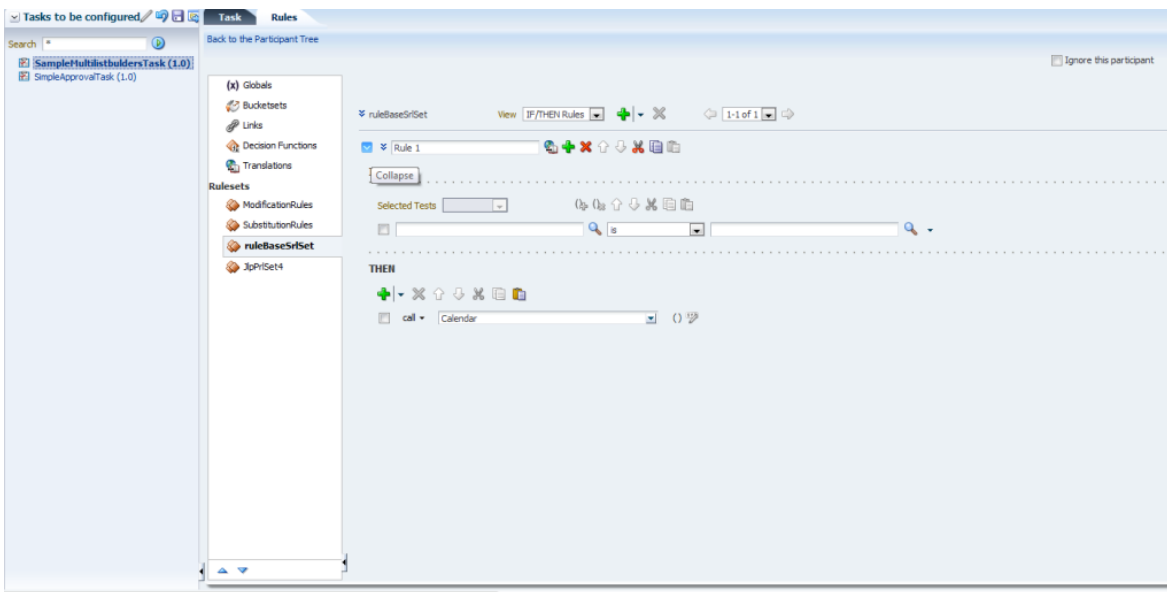 Tasks to be configured
Task Rules
Search *
Back to the Participant Tree
SampleMultilistbuldersTask (1.0)
SimpleApprovalTask (1.0)
Ignore this participant
(x) Globals
Bucketsets
Links
Decision Functions
Translations
Rulesets
ModificationRules
SubstitutionRules
ruleBaseSrlSet
JlpPrlSet4
ruleBaseSrlSet View IF/THEN Rules 1-1 of 1
Rule 1
Collapse
Selected Tests
is
THEN
call Calendar ()